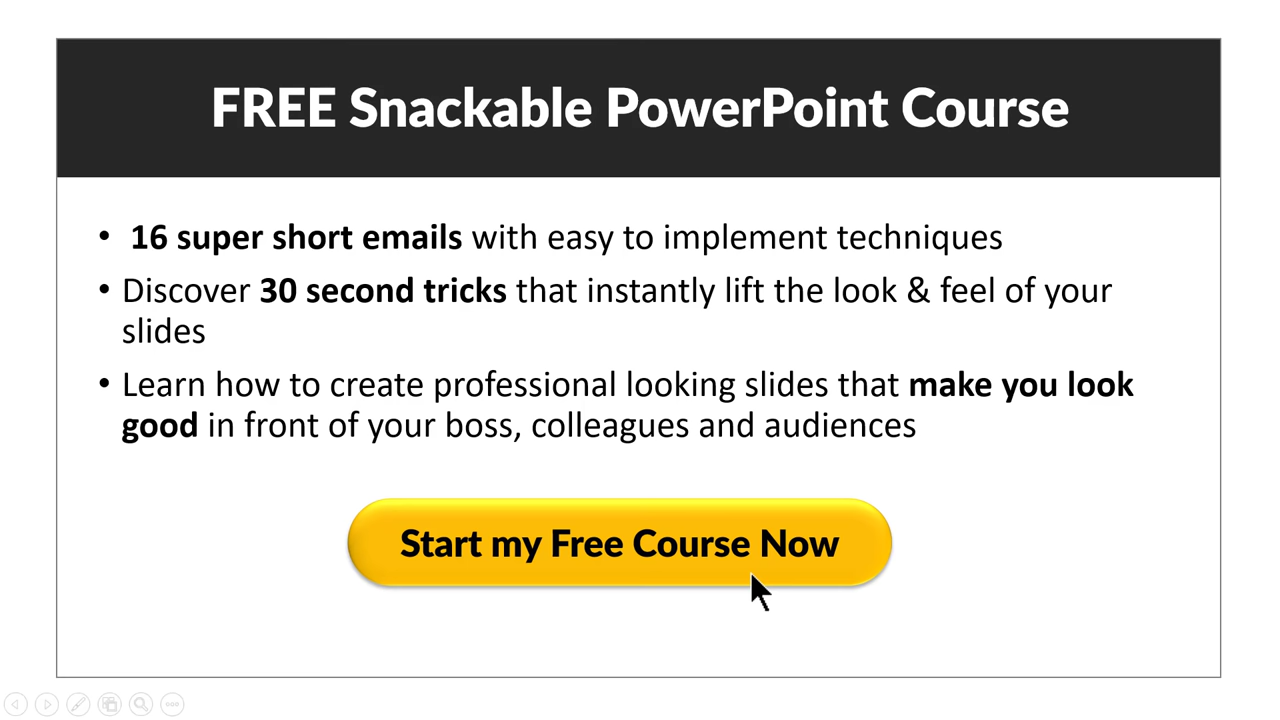 FREE Snackable PowerPoint Course
• 16 super short emails with easy to implement techniques
• Discover 30 second tricks that instantly lift the look & feel of your
slides
• Learn how to create professional looking slides that make you look
good in front of your boss, colleagues and audiences
Start my Free Course Now